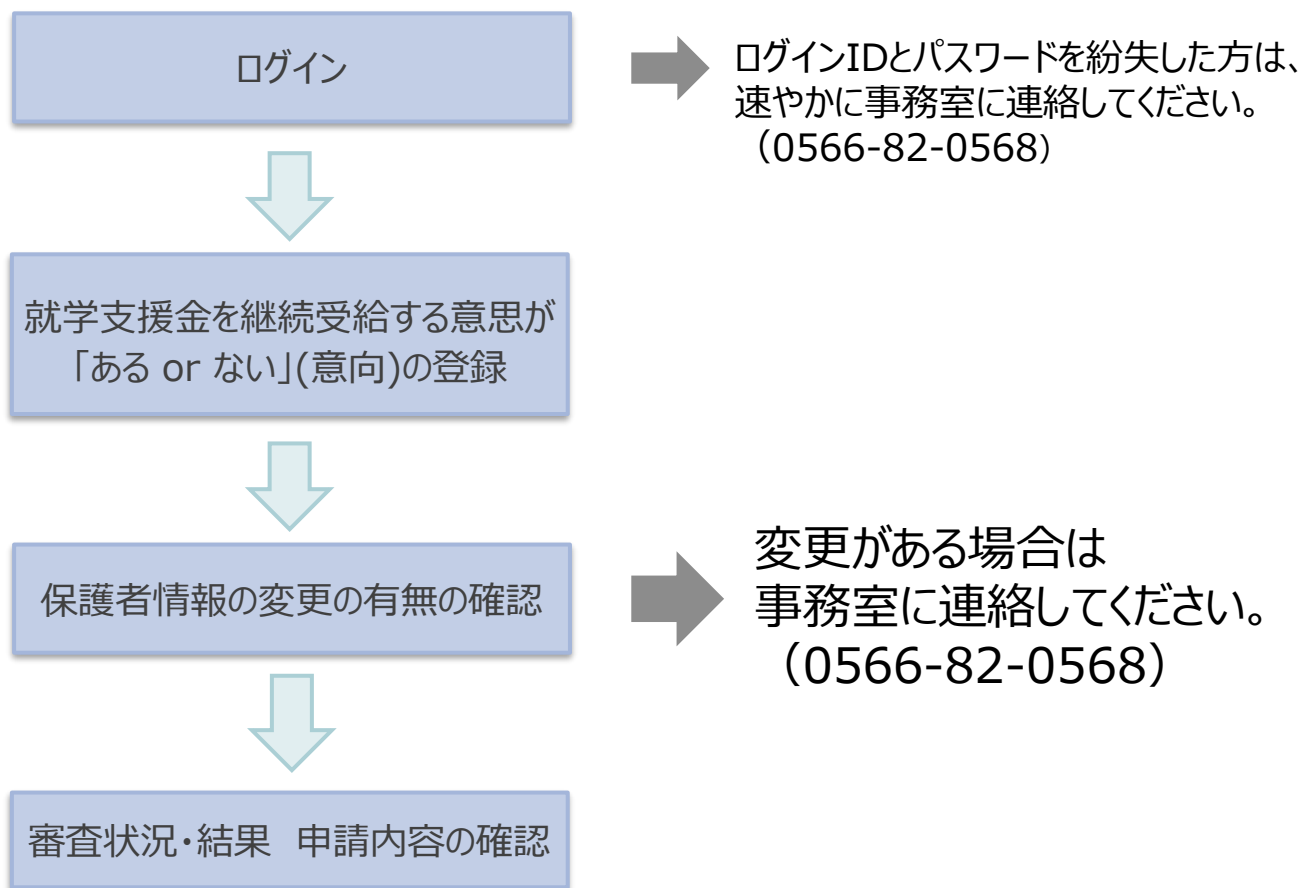 ログイン
ログインIDとパスワードを紛失した方は、
速やかに事務室に連絡してください。
（0566-82-0568）
就学支援金を継続受給する意思が
「ある or ない」(意向)の登録
保護者情報の変更の有無の確認
変更がある場合は
事務室に連絡してください。
（0566-82-0568）
審査状況・結果　申請内容の確認